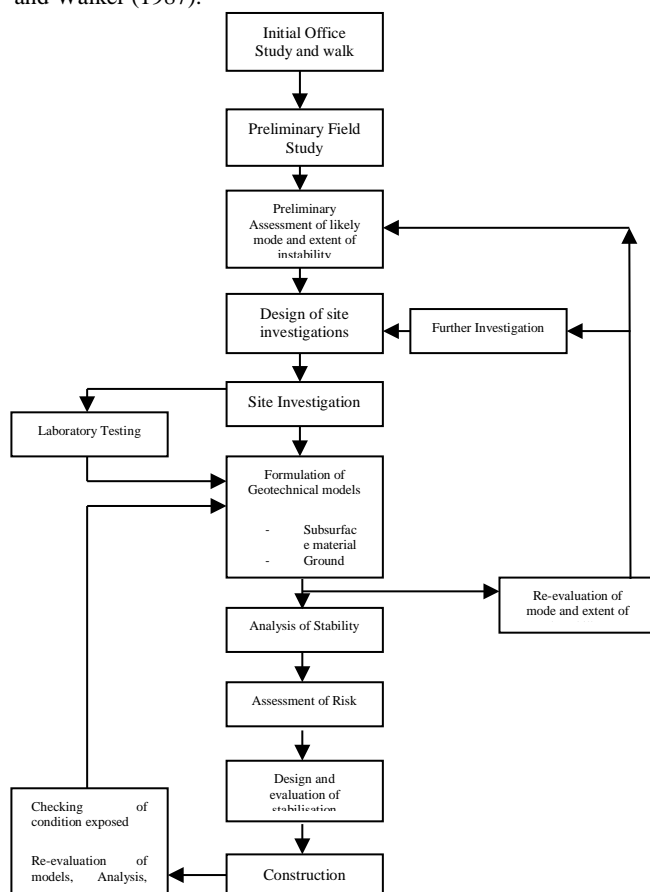 and Walker (1987).
Initial Office
Study and walk
Preliminary Field
Study
Preliminary
Assessment of likely
mode and extent of
instability
Design of site
investigations
Further Investigation
Site Investigation
Laboratory Testing
Formulation of
Geotechnical models
- Subsurfac
e material
- Ground
Re-evaluation of
mode and extent of
Analysis of Stability
Assessment of Risk
Design and
evaluation of
stabilisation
Checking of
condition exposed
Re-evaluation of
models, Analysis,
Construction